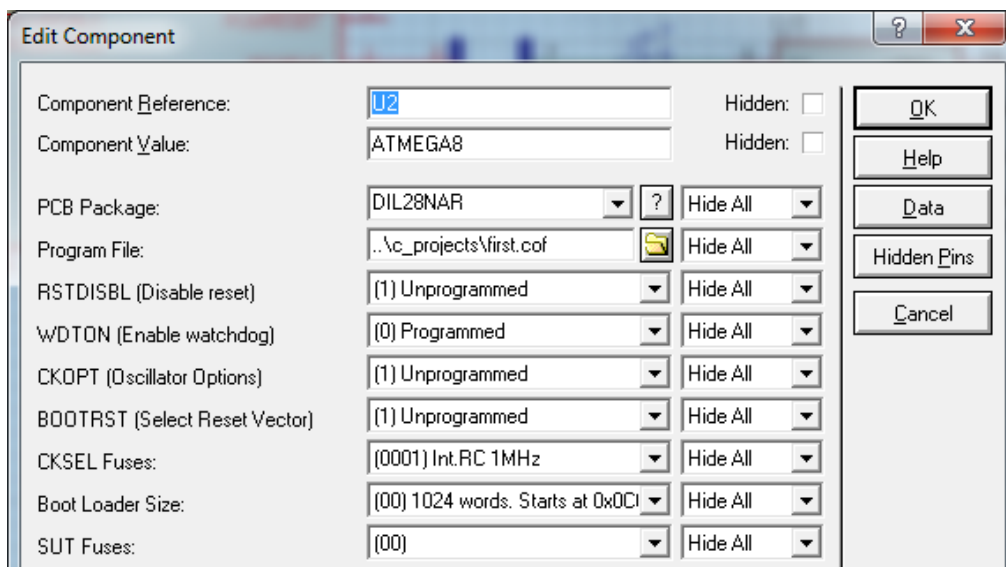 Edit Component
Component Reference: U2 Hidden: OK
Component Value: ATMEGA8 Hidden: Help
PCB Package: DIL28NAR ? Hide All Data
Program File: ..\c_projects\first.cof Hide All Hidden Pins
RSTDISBL (Disable reset) (1) Unprogrammed Hide All Cancel
WDTON (Enable watchdog) (0) Programmed Hide All
CKOPT (Oscillator Options) (1) Unprogrammed Hide All
BOOTRST (Select Reset Vector) (1) Unprogrammed Hide All
CKSEL Fuses: (0001) Int.RC 1MHz Hide All
Boot Loader Size: (00) 1024 words. Starts at 0x0C Hide All
SUT Fuses: (00) Hide All